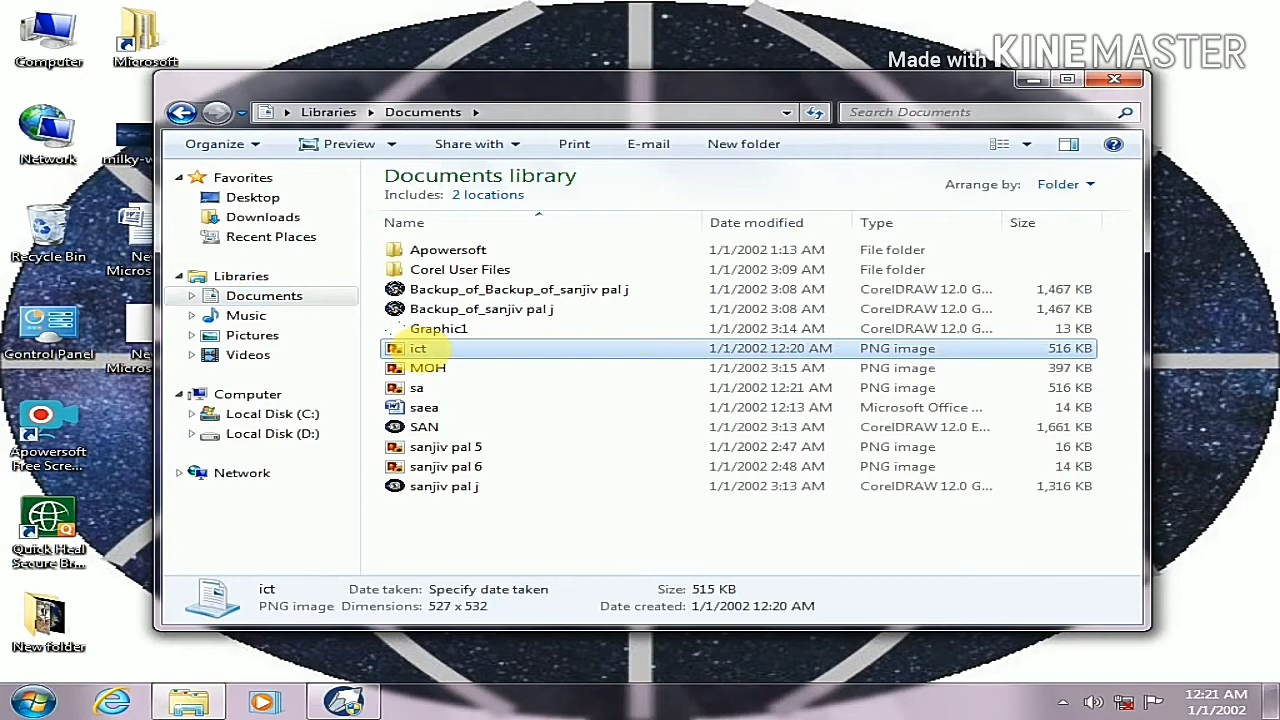 Computer
Microsoft
Made with KINEMASTER
Libraries
Documents
Search Documents
Organize
Preview
Share with
Print
E-mail
New folder
Network
milky-w
Favorites
Desktop
Downloads
Recent Places
Documents library
Includes: 2 locations
Arrange by: Folder
Name
Date modified
Type
Size
Apowersoft 1/1/2002 1:13 AM File folder
Corel User Files 1/1/2002 3:09 AM File folder
Backup_of_Backup_of_sanjiv pal j 1/1/2002 3:08 AM CorelDRAW 12.0 G... 1,467 KB
Backup_of_sanjiv pal j 1/1/2002 3:08 AM CorelDRAW 12.0 G... 1,467 KB
Graphic1 1/1/2002 3:14 AM CorelDRAW 12.0 G... 13 KB
ict 1/1/2002 12:20 AM PNG image 516 KB
MOH 1/1/2002 3:15 AM PNG image 397 KB
sa 1/1/2002 12:21 AM PNG image 516 KB
saea 1/1/2002 12:13 AM Microsoft Office ... 14 KB
SAN 1/1/2002 3:13 AM CorelDRAW 12.0 E... 1,661 KB
sanjiv pal 5 1/1/2002 2:47 AM PNG image 16 KB
sanjiv pal 6 1/1/2002 2:48 AM PNG image 14 KB
sanjiv pal j 1/1/2002 3:13 AM CorelDRAW 12.0 G... 1,316 KB
Libraries
Documents
Music
Pictures
Videos
Computer
Local Disk (C:)
Local Disk (D:)
Network
Recycle Bin
Nev
Micros
Control Panel
Ne
Micros
Apowersoft
Free Scre...
Quick Heal
Secure Br...
New folder
ict
PNG image
Date taken: Specify date taken
Dimensions: 527 x 532
Size: 515 KB
Date created: 1/1/2002 12:20 AM
12:21 AM
1/1/2002